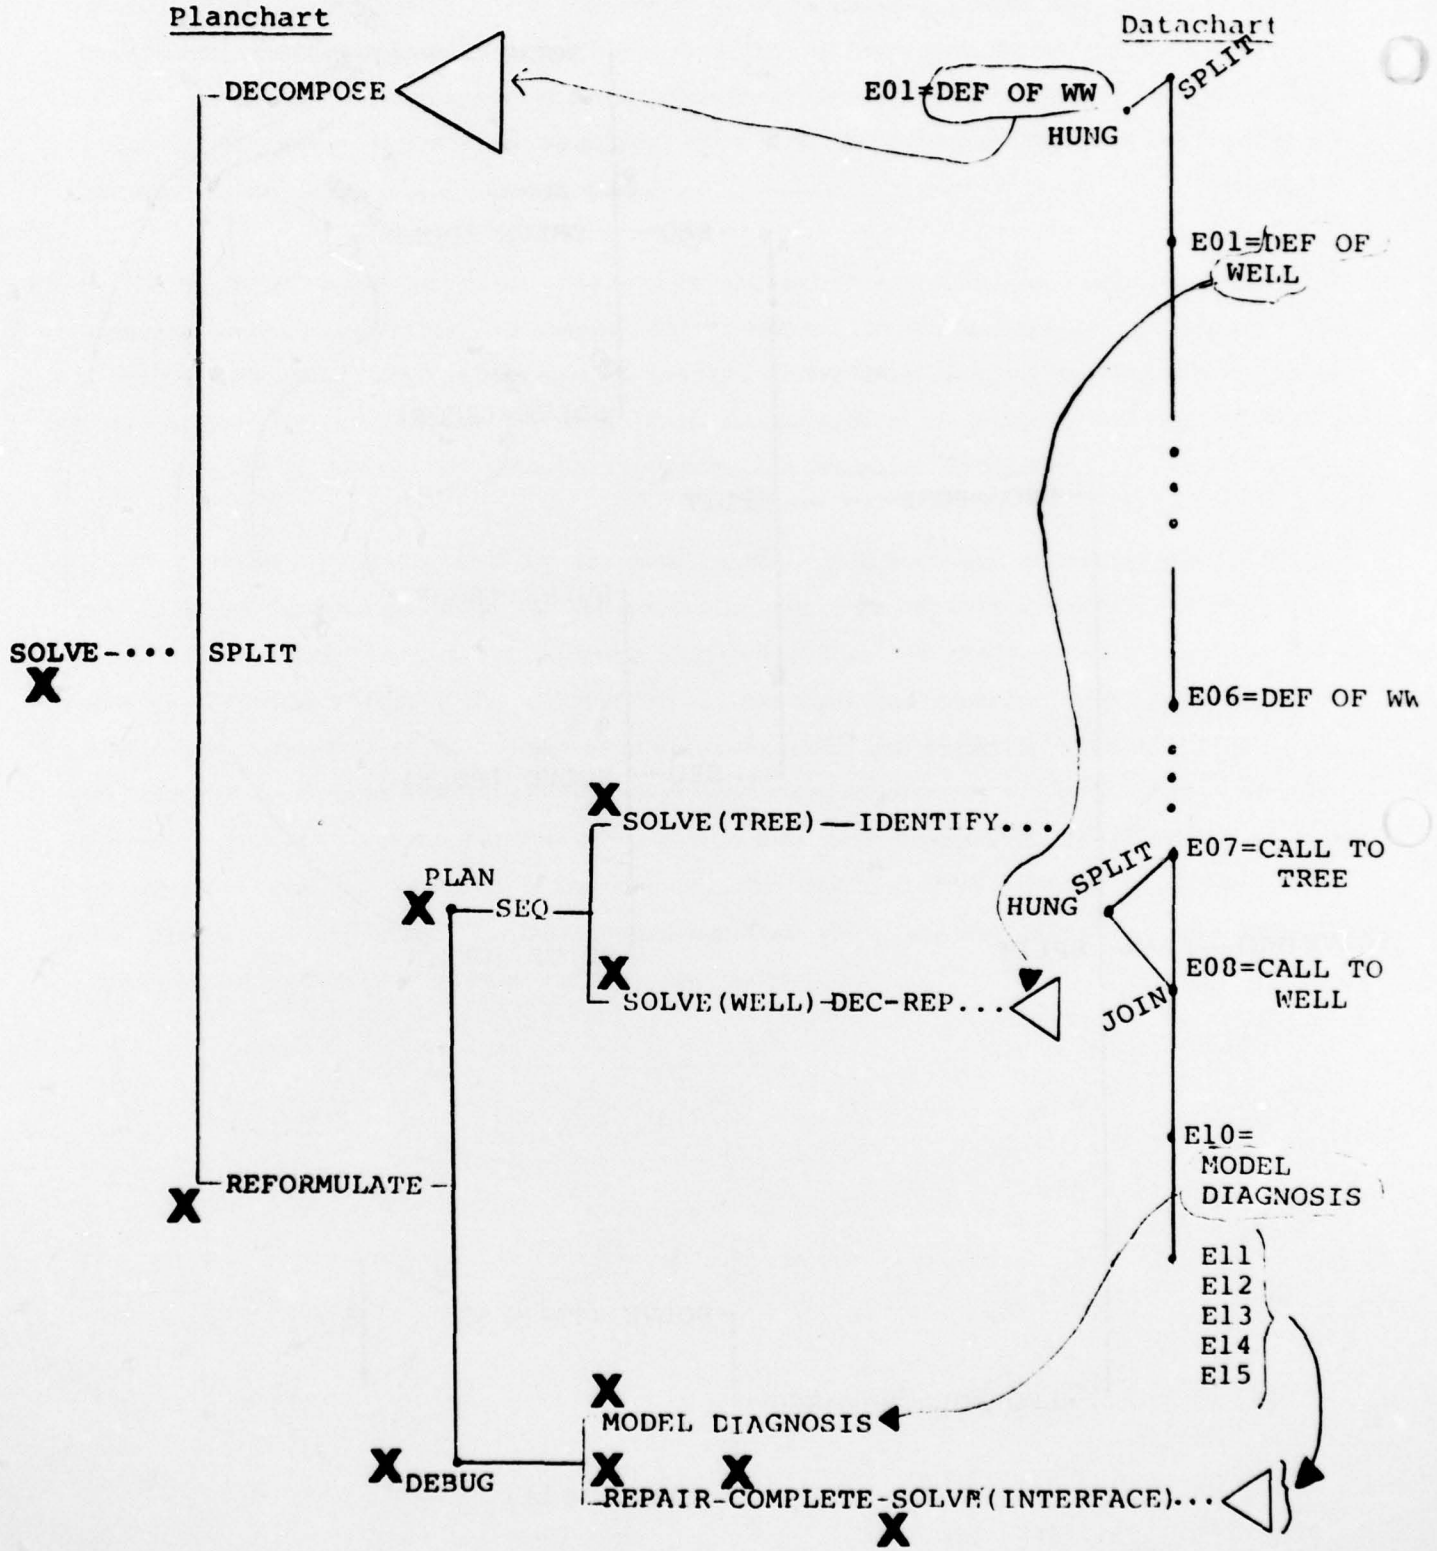 Planchart
Datachart
DECOMPOSE
E01=DEF OF WW
SPLIT
HUNG
E01=DEF OF
WELL
SOLVE-... SPLIT
X
E06=DEF OF WW
X
SOLVE(TREE)—IDENTIFY...
SPLIT
E07=CALL TO
TREE
PLAN
X
SEQ
HUNG
X
SOLVE(WELL)-DEC-REP...
E08=CALL TO
WELL
JOIN
E10=
MODEL
DIAGNOSIS
REFORMULATE
X
E11
E12
E13
E14
E15
X
MODEL DIAGNOSIS
X DEBUG
X X
REPAIR-COMPLETE-SOLVE(INTERFACE)...
X